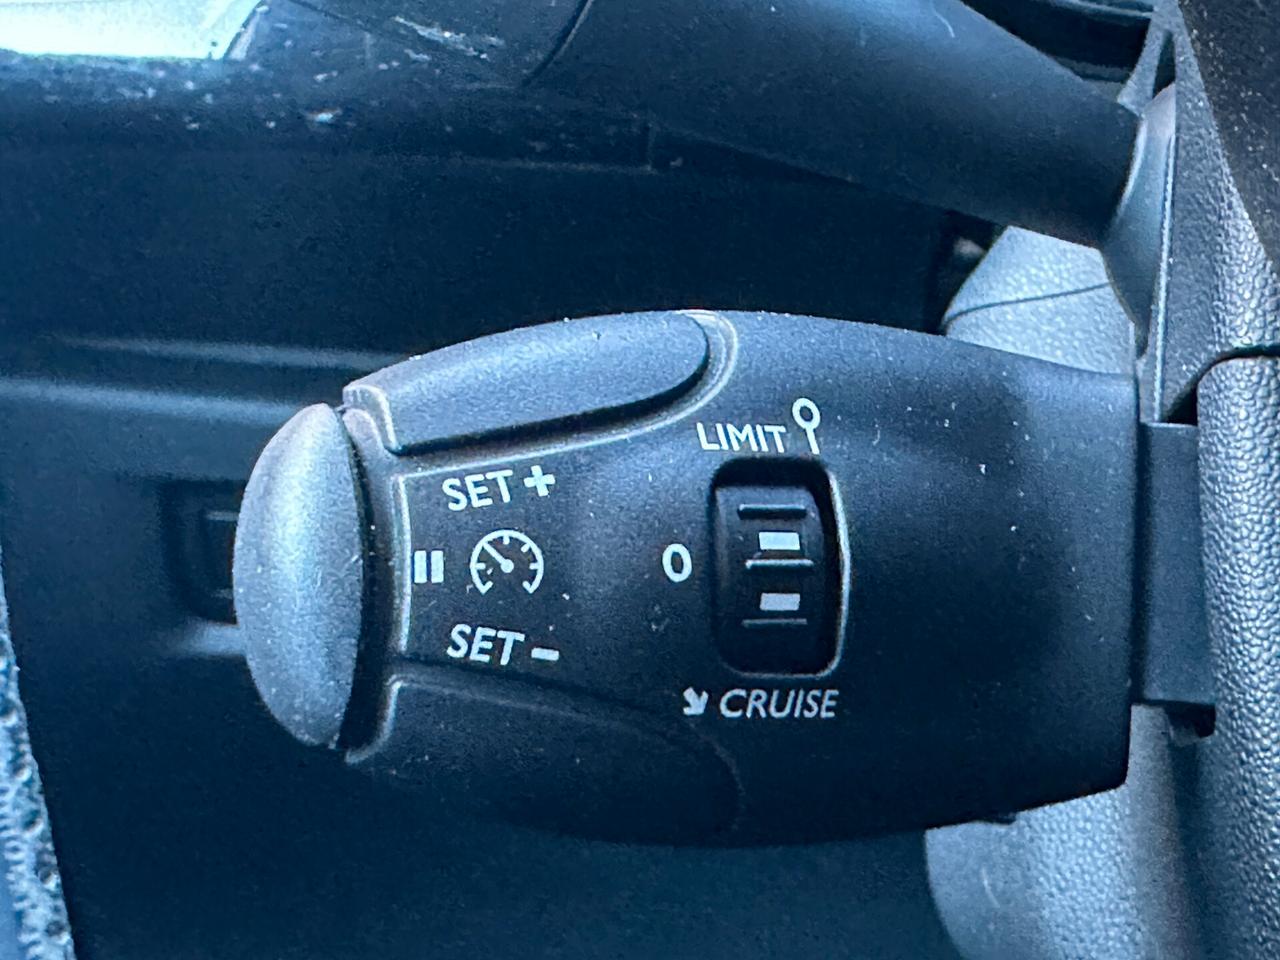 LIMIT
SET +
0
SET -
CRUISE